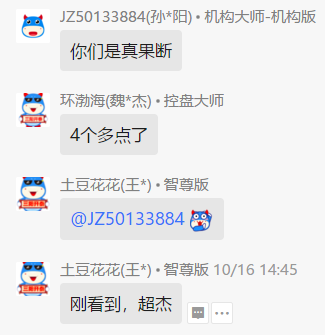 JZ50133884(孙*阳) • 机构大师-机构版
你们是真果断
环渤海(魏*杰) • 控盘大师
4个多点了
土豆花花(王*) • 智尊版
@JZ50133884
土豆花花(王*) • 智尊版 10/16 14:45
刚看到，超杰